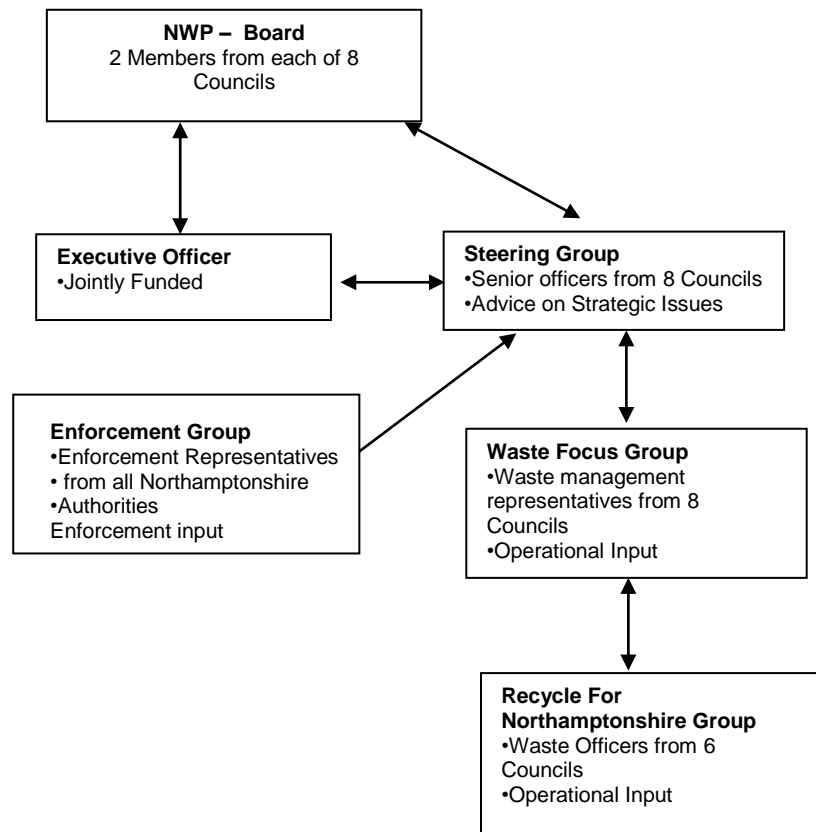 NWP – Board
2 Members from each of 8
Councils
Executive Officer
•Jointly Funded
Steering Group
•Senior officers from 8 Councils
•Advice on Strategic Issues
Enforcement Group
•Enforcement Representatives
• from all Northamptonshire
•Authorities
Enforcement input
Waste Focus Group
•Waste management
representatives from 8
Councils
•Operational Input
Recycle For
Northamptonshire Group
•Waste Officers from 6
Councils
•Operational Input